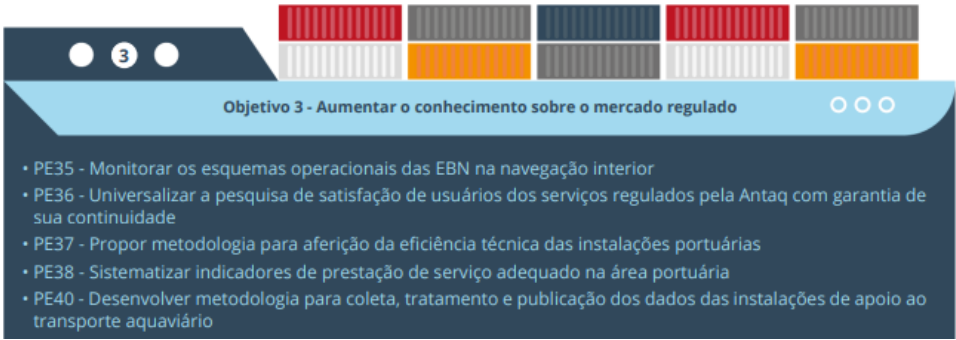 3
Objetivo 3 - Aumentar o conhecimento sobre o mercado regulado
• PE35 - Monitorar os esquemas operacionais das EBN na navegação interior
• PE36 - Universalizar a pesquisa de satisfação de usuários dos serviços regulados pela Antaq com garantia de
sua continuidade
• PE37 - Propor metodologia para aferição da eficiência técnica das instalações portuárias
• PE38 - Sistematizar indicadores de prestação de serviço adequado na área portuária
• PE40 - Desenvolver metodologia para coleta, tratamento e publicação dos dados das instalações de apoio ao
transporte aquaviário